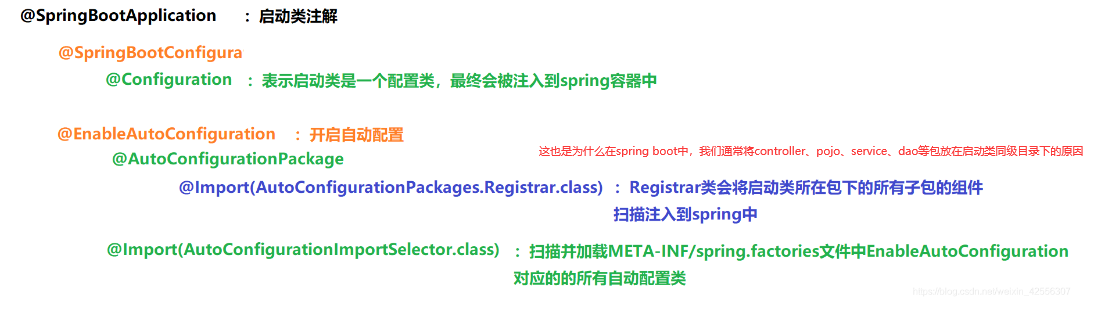 @SpringBootApplication ：启动类注解
@SpringBootConfigura
@Configuration ：表示启动类是一个配置类，最终会被注入到spring容器中
@EnableAutoConfiguration ：开启自动配置
@AutoConfigurationPackage
这也是为什么在spring boot中，我们通常将controller、pojo、service、dao等包放在启动类同级目录下的原因
@Import(AutoConfigurationPackages.Registrar.class) ：Registrar类会将启动类所在包下的所有子包的组件
扫描注入到spring中
@Import(AutoConfigurationImportSelector.class) ：扫描并加载META-INF/spring.factories文件中EnableAutoConfiguration
对应的的所有自动配置类